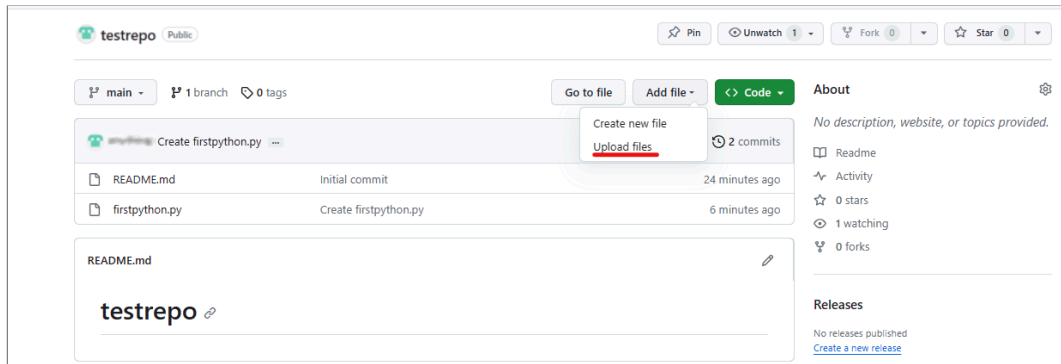 testrepo Public
Pin Unwatch 1 Fork 0 Star 0
main 1 branch 0 tags Go to file Add file <> Code
Create new file
Upload files
Create firstpython.py ... 2 commits
README.md Initial commit 24 minutes ago
firstpython.py Create firstpython.py 6 minutes ago
README.md
testrepo
About
No description, website, or topics provided.
Readme
Activity
0 stars
1 watching
0 forks
Releases
No releases published
Create a new release